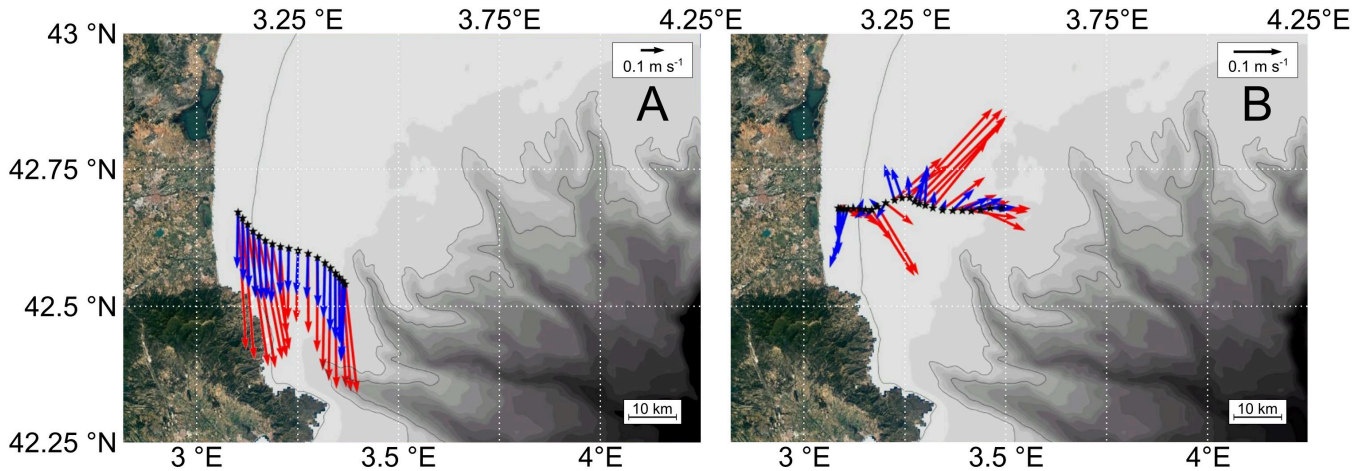 3.25°E 3.75°E 4.25°E 3.25°E 3.75°E 4.25°E
43 °N
0.1 m s⁻¹ 0.1 m s⁻¹
A B
42.75 °N
42.5 °N
10 km 10 km
42.25 °N
3 °E 3.5°E 4°E 3 °E 3.5°E 4°E